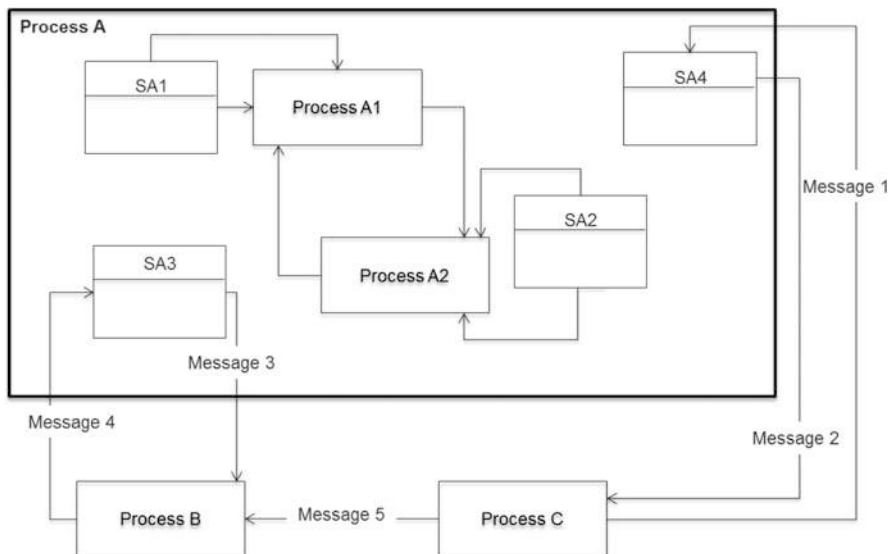 Process A
SA1
SA4
Process A1
Message 1
SA2
SA3
Process A2
Message 3
Message 4
Message 2
Process B
Message 5
Process C